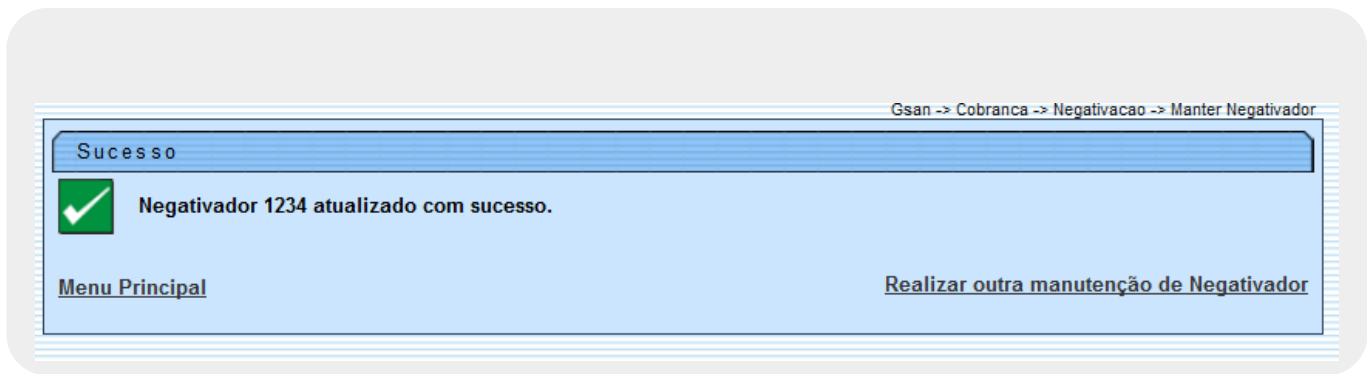 Gsan -> Cobranca -> Negativacao -> Manter Negativador
Sucesso
Negativador 1234 atualizado com sucesso.
Menu Principal
Realizar outra manutenção de Negativador